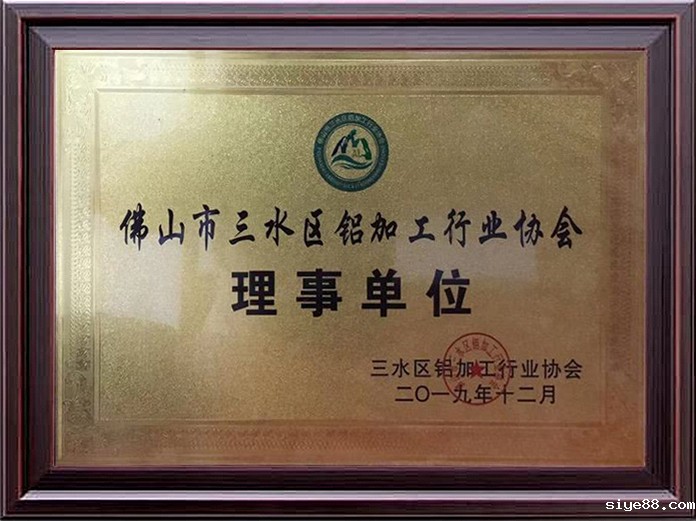 佛山市三水区铝加工行业协会
理事单位
三水区铝加工行业协会
二〇一九年十二月
siye88.com